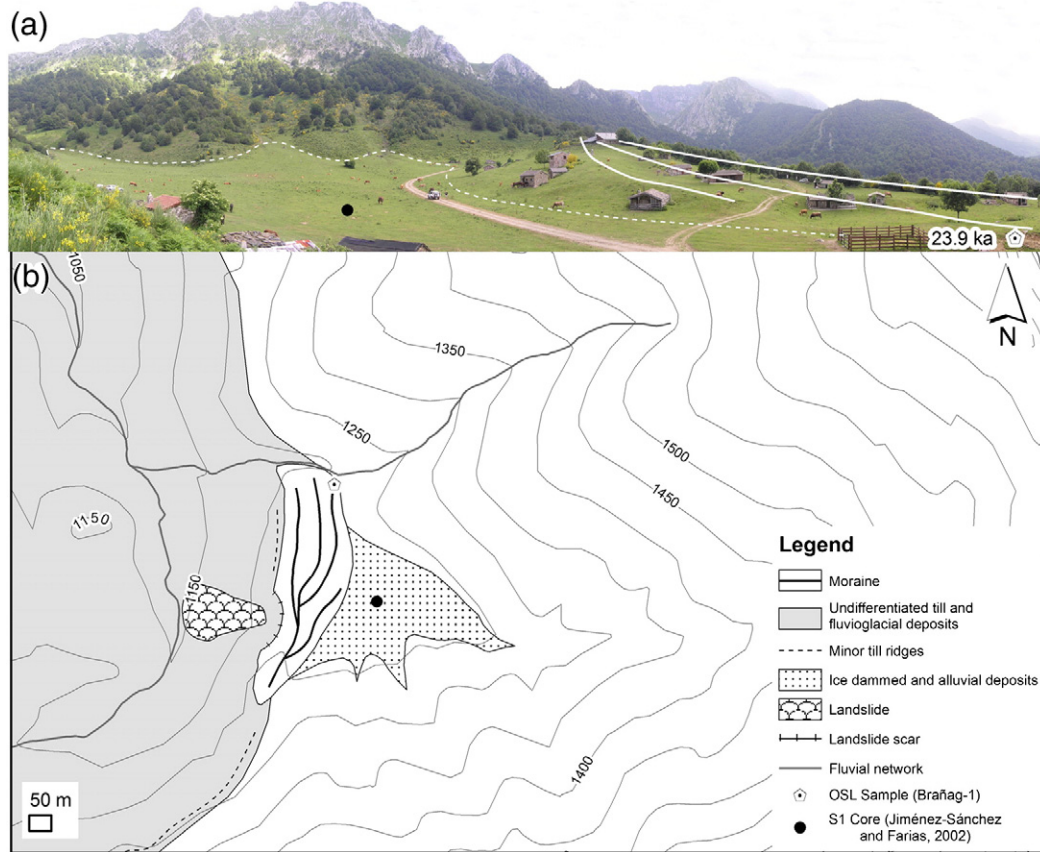 (a)
23.9 ka
(b)
1050
N
1350
1250
1500
1450
1150
1150
1400
50 m
Legend
Moraine
Undifferentiated till and
fluvioglacial deposits
Minor till ridges
Ice dammed and alluvial deposits
Landslide
Landslide scar
Fluvial network
OSL Sample (Brañag-1)
S1 Core (Jiménez-Sánchez
and Farias, 2002)